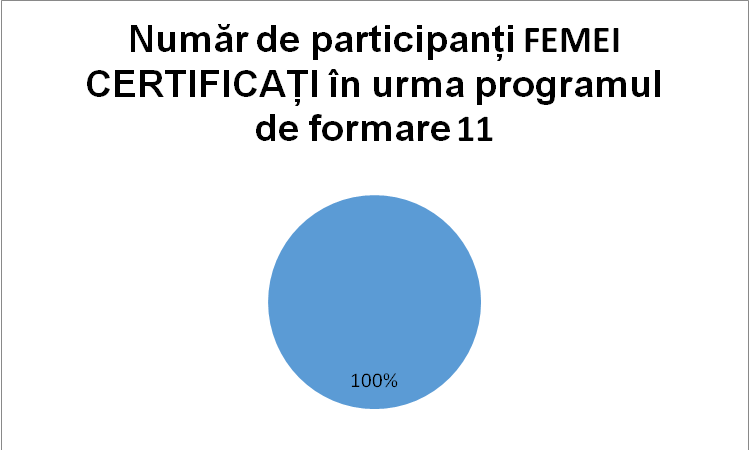 Număr de participanți FEMEI
CERTIFICAȚI în urma programul
de formare 11
100%